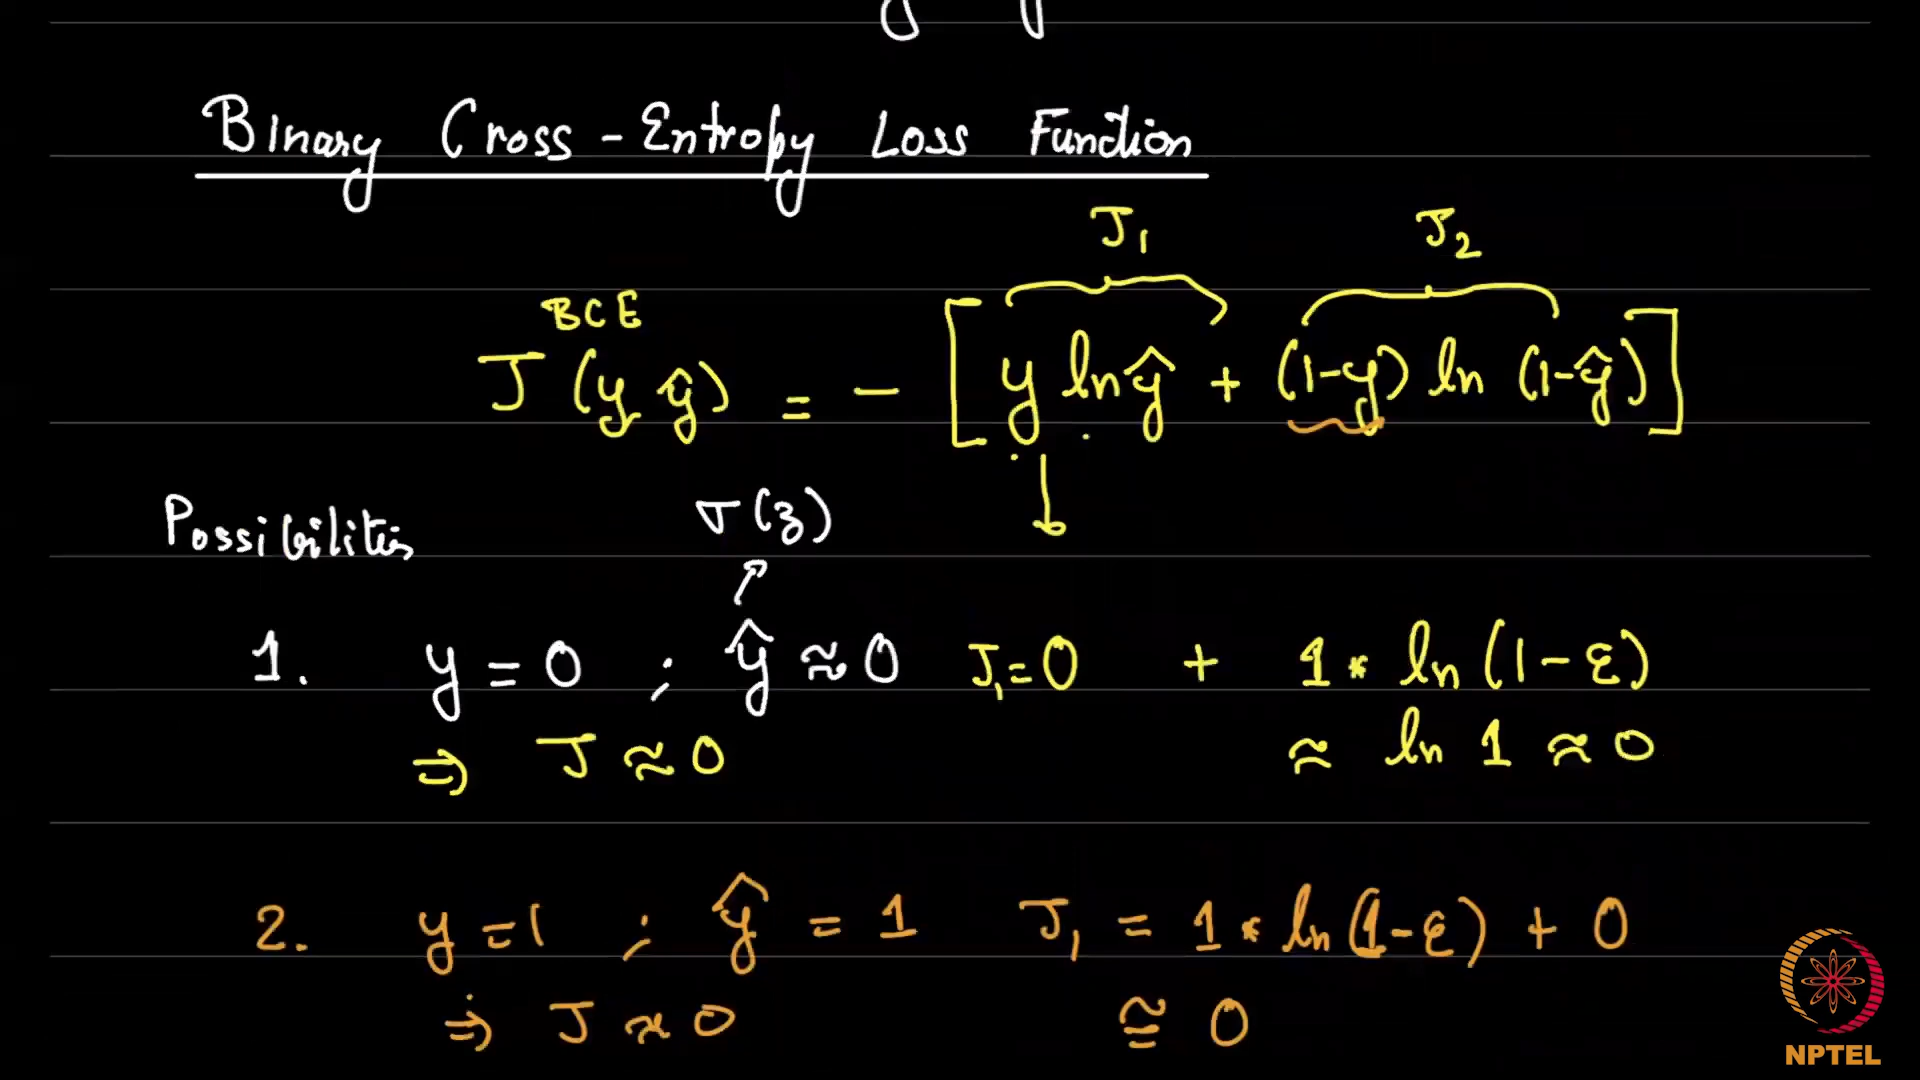 Binary Cross-Entropy Loss Function
J₁ J₂
BCE
J (y ŷ) = - [y ln ŷ + (1-y) ln (1-ŷ)]
Possibilities σ(z)
1. y = 0 ; ŷ ≈ 0 J₁=0 + 1 * ln (1-ε)
⇒ J ≈ 0 ≈ ln 1 ≈ 0
2. y = 1 ; ŷ = 1 J₁ = 1 * ln (1-ε) + 0
⇒ J ≈ 0 ≅ 0
NPTEL